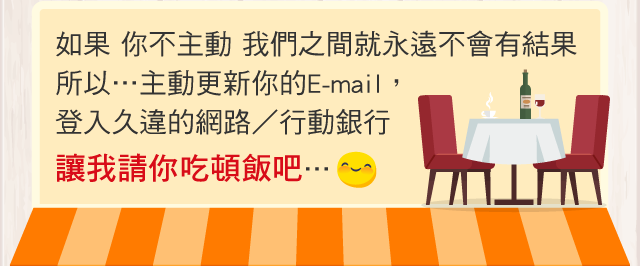 如果 你不主動 我們之間就永遠不會有結果
所以⋯主動更新你的E-mail，
登入久違的網路／行動銀行
讓我請你吃頓飯吧⋯